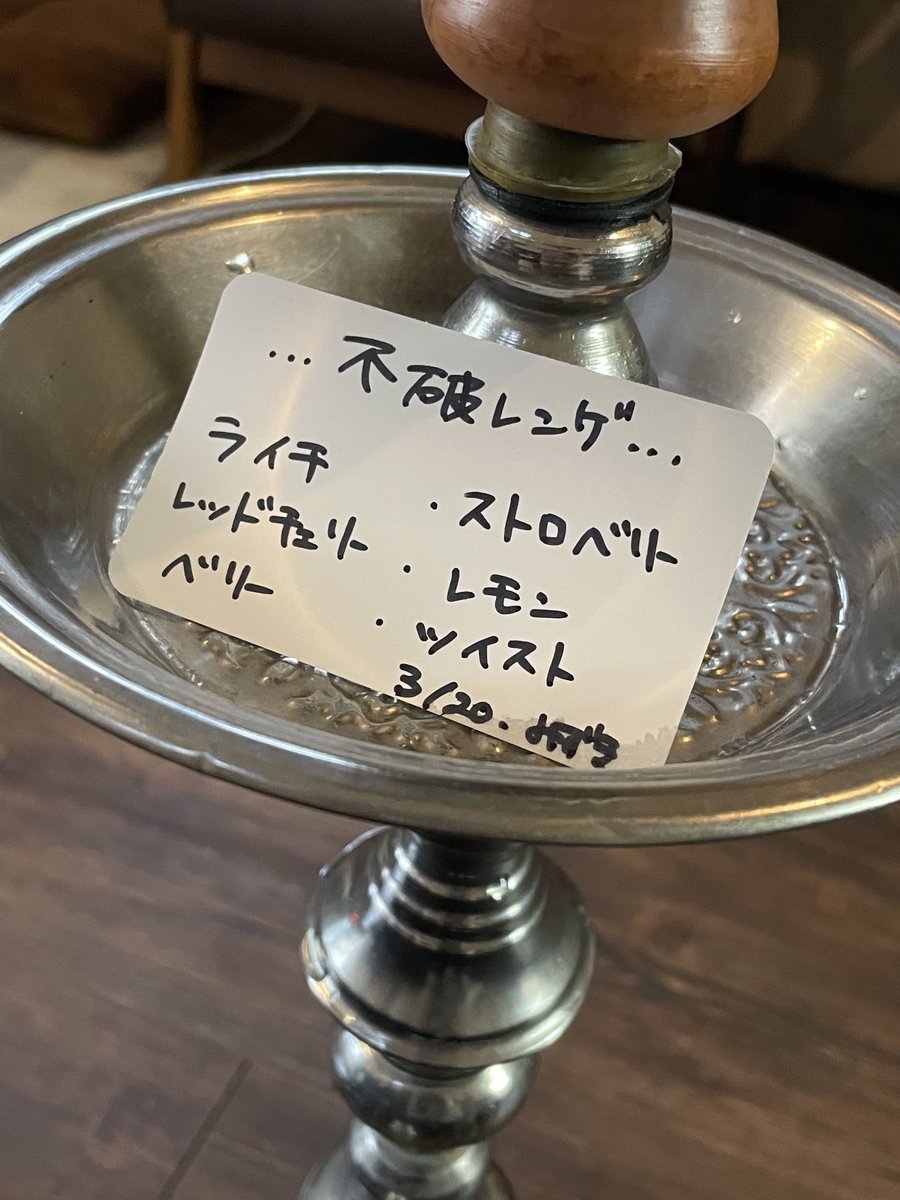 …不破レンゲ…
ライチ
レッドチェリー
ベリー
・ストロベリー
・レモン
・ツイスト
3/20.